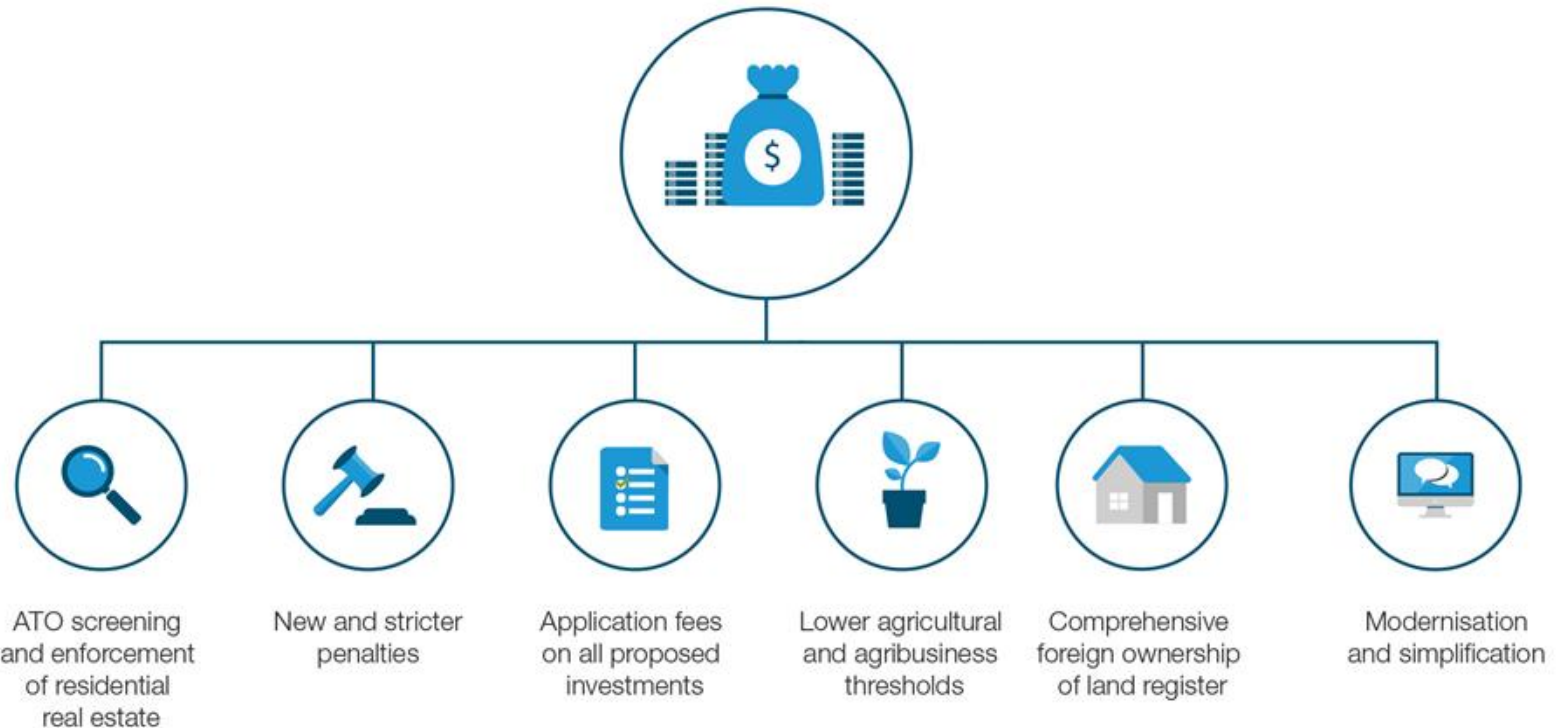 $
ATO screening
and enforcement
of residential
real estate
New and stricter
penalties
Application fees
on all proposed
investments
Lower agricultural
and agribusiness
thresholds
Comprehensive
foreign ownership
of land register
Modernisation
and simplification